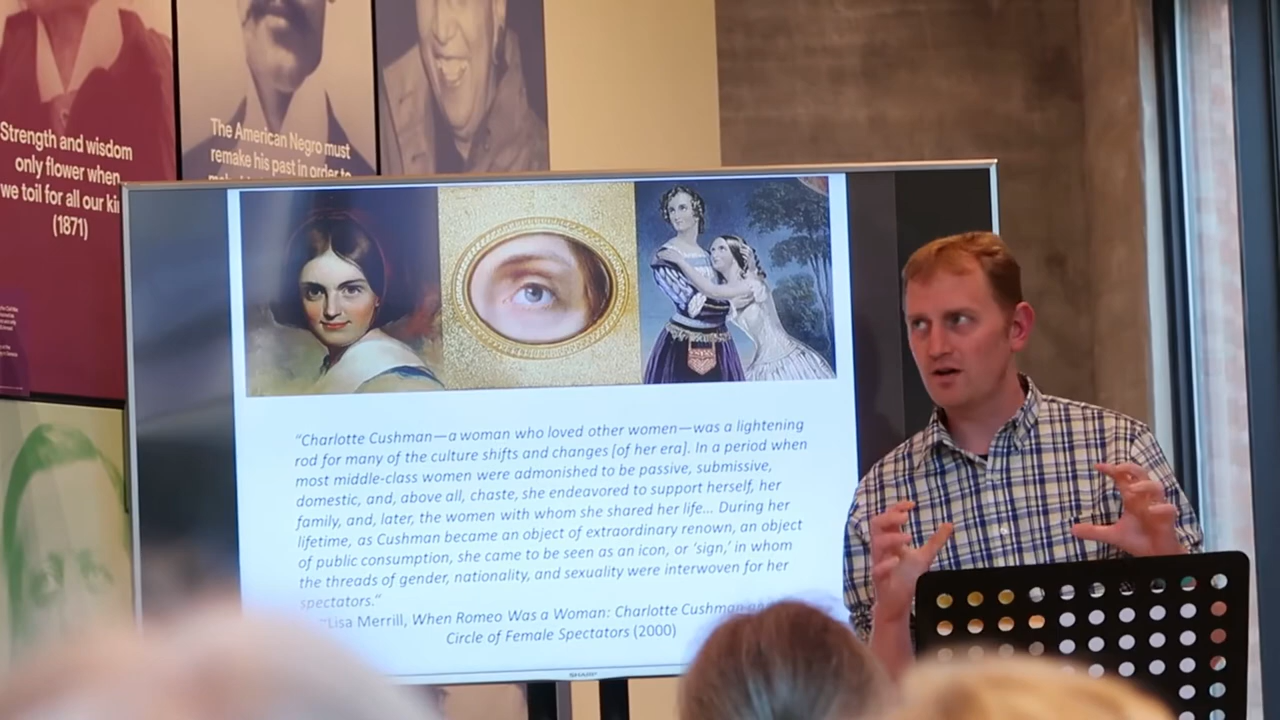 Strength and wisdom
only flower when
we toil for all our
(1871)
The American Negro must
remake his past in order to
“Charlotte Cushman—a woman who loved other women—was a lightening
rod for many of the culture shifts and changes [of her era]. In a period when
most middle-class women were admonished to be passive, submissive,
domestic, and, above all, chaste, she endeavored to support herself, her
family, and, later, the women with whom she shared her life... During her
lifetime, as Cushman became an object of extraordinary renown, an object
of public consumption, she came to be seen as an icon, or ‘sign,’ in whom
the threads of gender, nationality, and sexuality were interwoven for her
spectators.”
Lisa Merrill, When Romeo Was a Woman: Charlotte Cushman
Circle of Female Spectators (2000)
SHARP